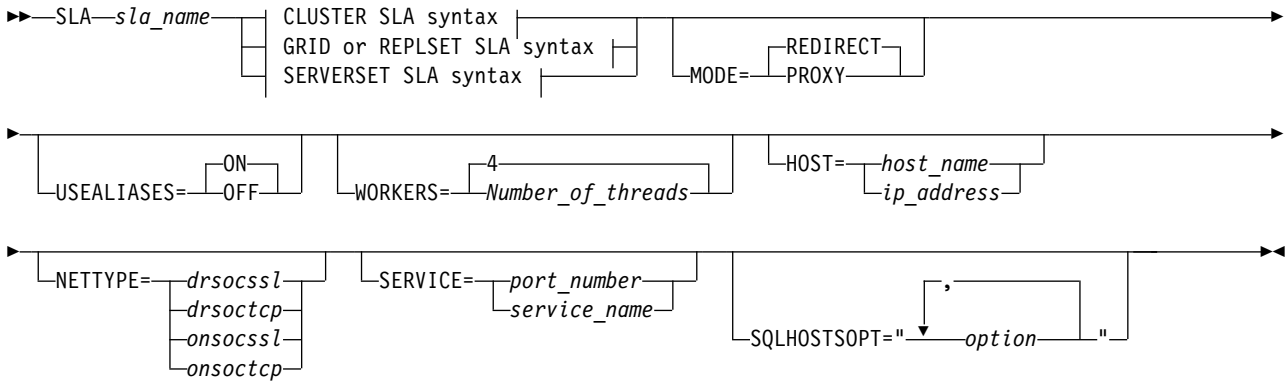 SLA sla_name CLUSTER SLA syntax
GRID or REPLSET SLA syntax
SERVERSET SLA syntax
REDIRECT
MODE= PROXY
ON
USEALIASES= OFF
4
WORKERS= Number_of_threads
HOST= host_name
ip_address
NETTYPE= drsocssl
drsoctcp
onsocssl
onsoctcp
SERVICE= port_number
service_name
,
SQLHOSTSOPT=" option "